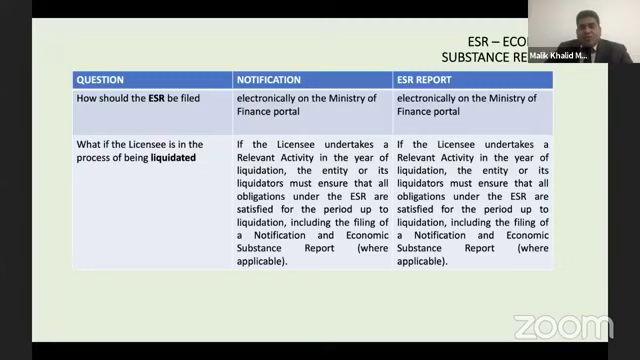 ESR – ECO
SUBSTANCE RE
Malik Khalid M...
QUESTION NOTIFICATION ESR REPORT
How should the ESR be filed
electronically on the Ministry of
Finance portal
electronically on the Ministry of
Finance portal
What if the Licensee is in the
process of being liquidated
If the Licensee undertakes a
Relevant Activity in the year of
liquidation, the entity or its
liquidators must ensure that all
obligations under the ESR are
satisfied for the period up to
liquidation, including the filing of
a Notification and Economic
Substance Report (where
applicable).
If the Licensee undertakes a
Relevant Activity in the year of
liquidation, the entity or its
liquidators must ensure that all
obligations under the ESR are
satisfied for the period up to
liquidation, including the filing of
a Notification and Economic
Substance Report (where
applicable).
zoom